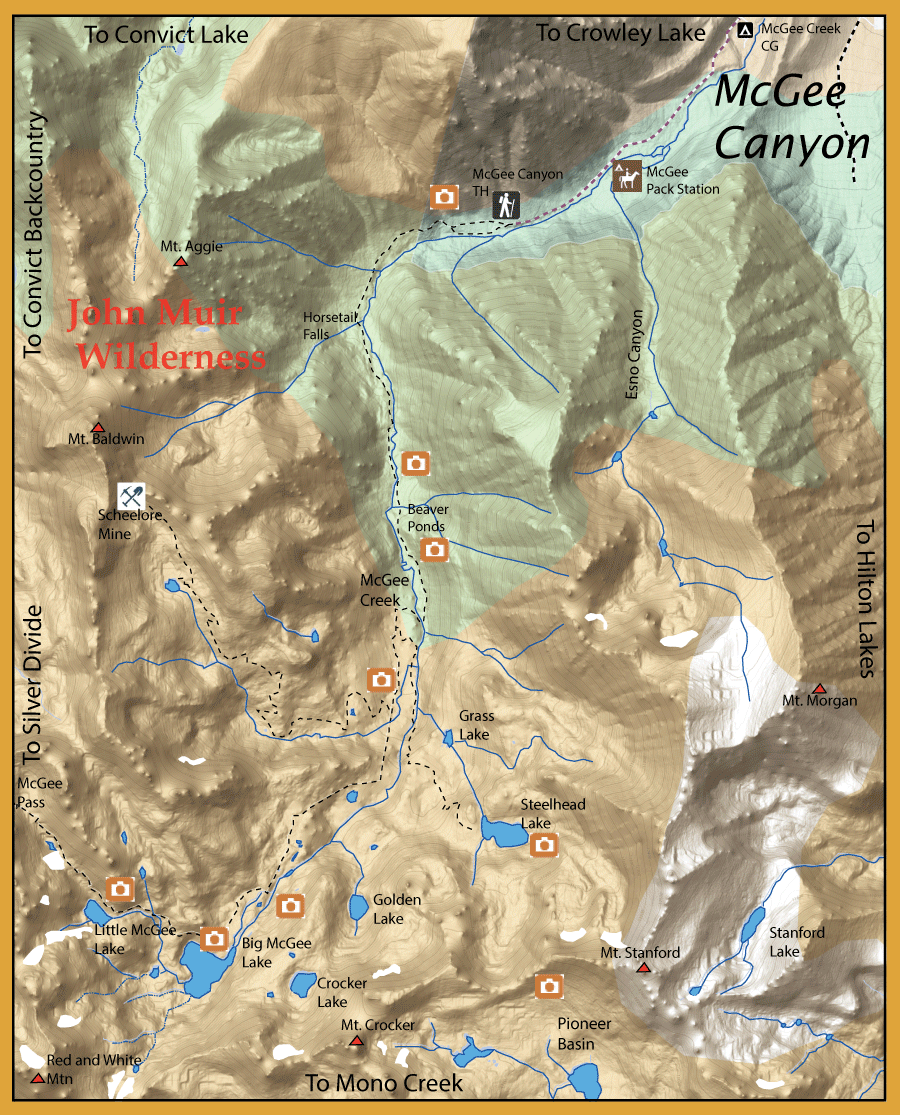 To Convict Lake
To Crowley Lake
McGee Creek
CG
McGee
Canyon
McGee Canyon
TH
McGee
Pack Station
To Convict Backcountry
Mt. Aggie
John Muir
Wilderness
Horsetail
Falls
Esno Canyon
Mt. Baldwin
Scheelore
Mine
Beaver
Ponds
McGee
Creek
To Hilton Lakes
To Silver Divide
Mt. Morgan
Grass
Lake
McGee
Pass
Steelhead
Lake
Golden
Lake
Little McGee
Lake
Big McGee
Lake
Mt. Stanford
Stanford
Lake
Crocker
Lake
Mt. Crocker
Pioneer
Basin
Red and White
Mtn
To Mono Creek